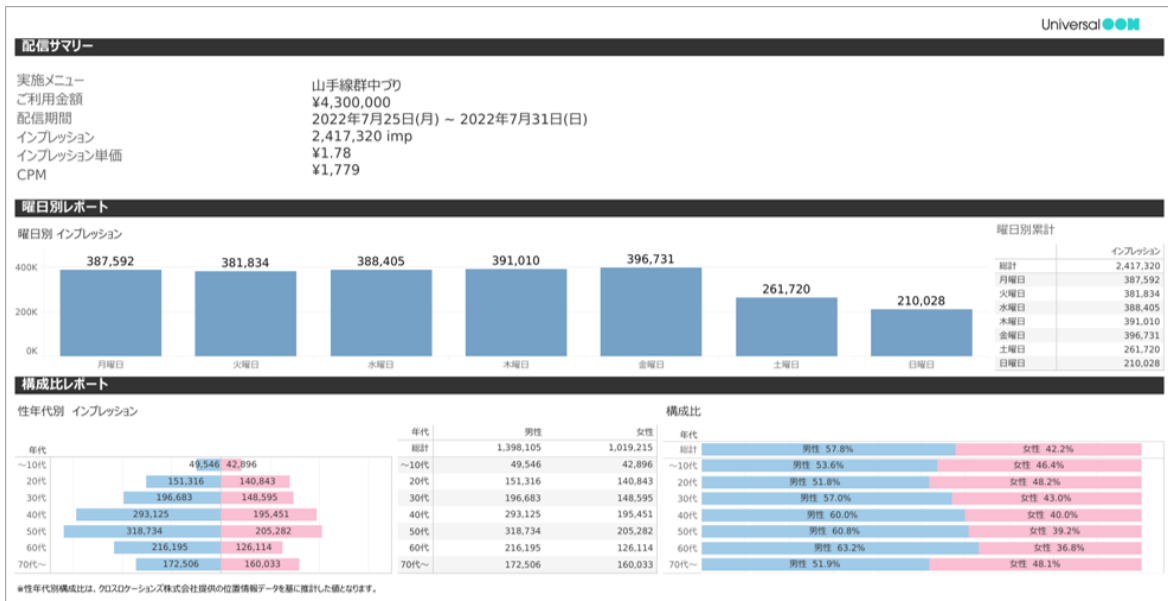 Universal OOH
配信サマリー
実施メニュー 山手線群中づり
ご利用金額 ¥4,300,000
配信期間 2022年7月25日(月) ~ 2022年7月31日(日)
インプレッション 2,417,320 imp
インプレッション単価 ¥1.78
CPM ¥1,779
曜日別レポート
曜日別 インプレッション
400K
200K
0K
387,592 381,834 388,405 391,010 396,731 261,720 210,028
月曜日 火曜日 水曜日 木曜日 金曜日 土曜日 日曜日
曜日別累計
インプレッション
総計 2,417,320
月曜日 387,592
火曜日 381,834
水曜日 388,405
木曜日 391,010
金曜日 396,731
土曜日 261,720
日曜日 210,028
構成比レポート
性年代別 インプレッション
年代
~10代 49,546 42,896
20代 151,316 140,843
30代 196,683 148,595
40代 293,125 195,451
50代 318,734 205,282
60代 216,195 126,114
70代~ 172,506 160,033
年代 男性 女性
総計 1,398,105 1,019,215
~10代 49,546 42,896
20代 151,316 140,843
30代 196,683 148,595
40代 293,125 195,451
50代 318,734 205,282
60代 216,195 126,114
70代~ 172,506 160,033
構成比
年代
総計 男性 57.8% 女性 42.2%
~10代 男性 53.6% 女性 46.4%
20代 男性 51.8% 女性 48.2%
30代 男性 57.0% 女性 43.0%
40代 男性 60.0% 女性 40.0%
50代 男性 60.8% 女性 39.2%
60代 男性 63.2% 女性 36.8%
70代~ 男性 51.9% 女性 48.1%
※性年代別構成比は、クロスロケーションズ株式会社提供の位置情報データを基に推計した値となります。